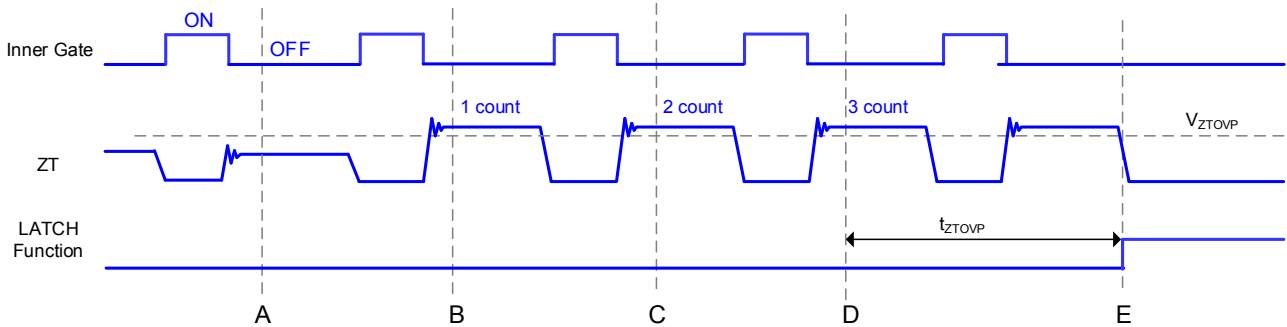 ON
Inner Gate
OFF
1 count
2 count
3 count
VZTOVP
ZT
LATCH
Function
tZTOVP
A
B
C
D
E